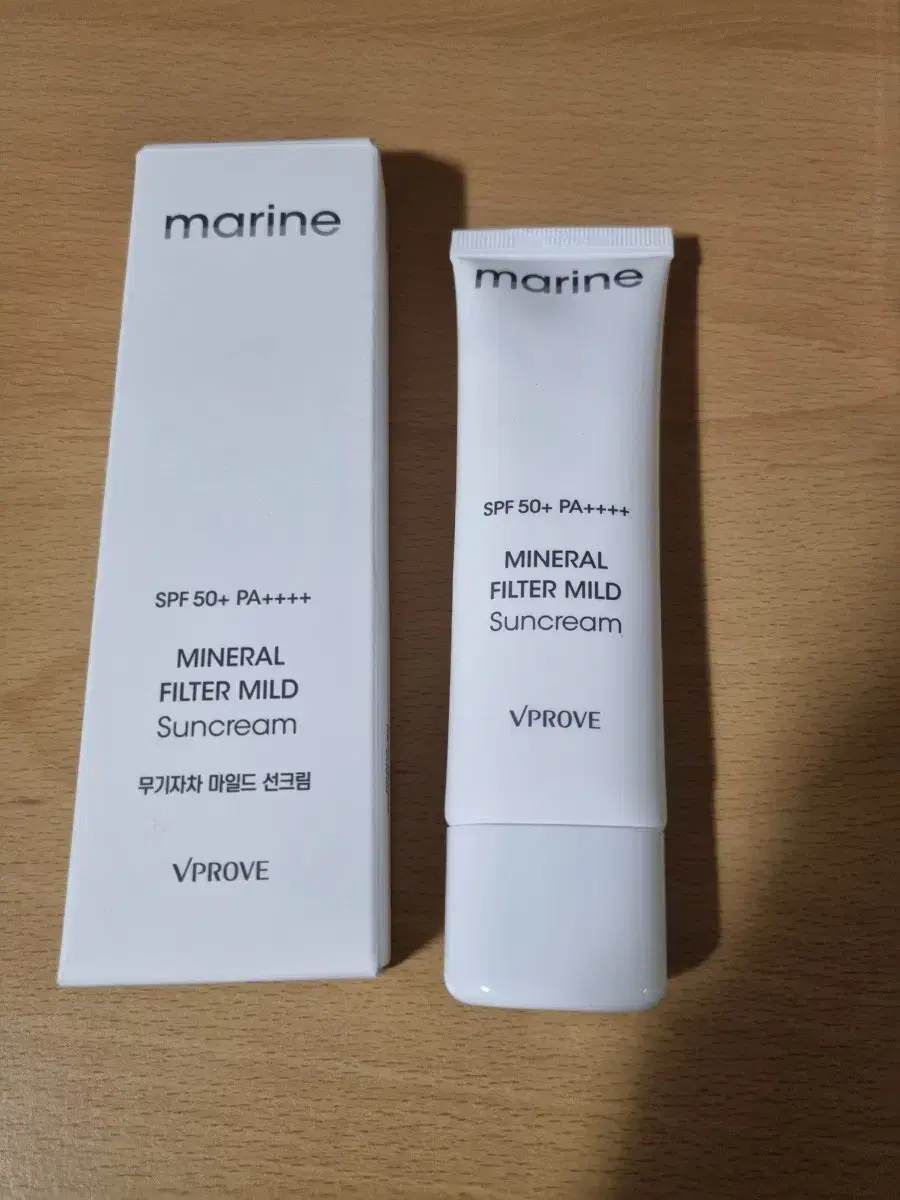 marine
SPF 50+ PA++++
MINERAL
FILTER MILD
Suncream
무기자차 마일드 선크림
VPROVE
marine
SPF 50+ PA++++
MINERAL
FILTER MILD
Suncream
VPROVE